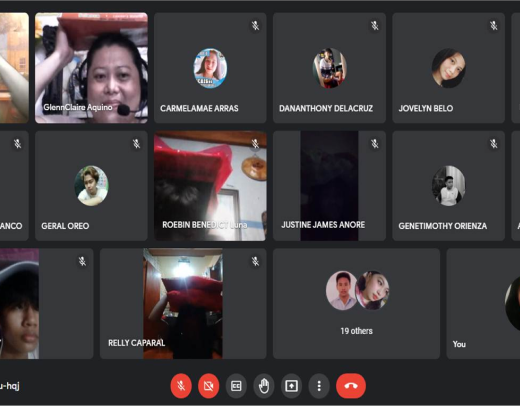 GlennClaire Aquino
CARMELAMAE ARRAS
DANANTHONY DELACRUZ
JOVELYN BELO
ANCO
GERAL OREO
ROEBIN BENEDICT Luna
JUSTINE JAMES ANORE
GENETIMOTHY ORIENZA
RELLY CAPARAL
19 others
You
u-hqj